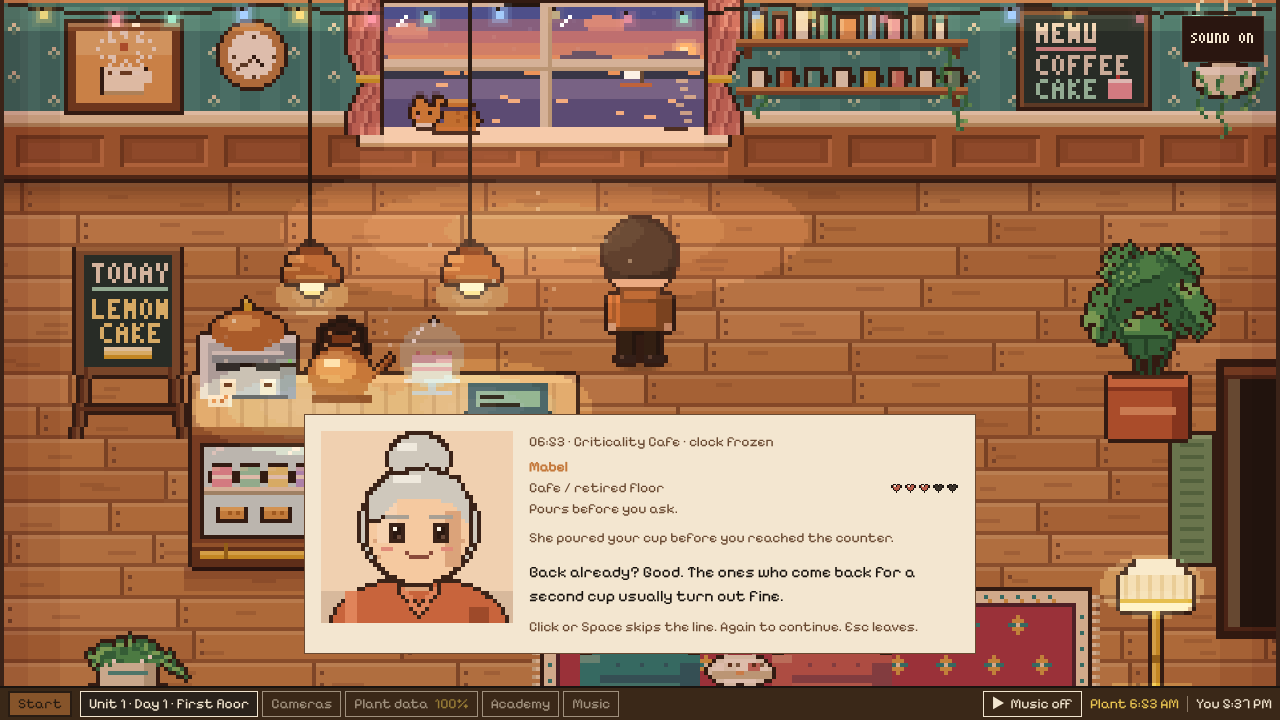 MENU
COFFEE
CAKE
SOUND ON
TODAY
LEMON
CAKE
06:53 · Criticality Cafe · clock frozen
Mabel
Cafe / retired floor
Pours before you ask.
She poured your cup before you reached the counter.
Back already? Good. The ones who come back for a
second cup usually turn out fine.
Click or Space skips the line. Again to continue. Esc leaves.
Start
Unit 1 · Day 1 · First floor
Cameras
Plant data 100%
Academy
Music
Music off
Plant 6:53 AM
You 8:37 PM